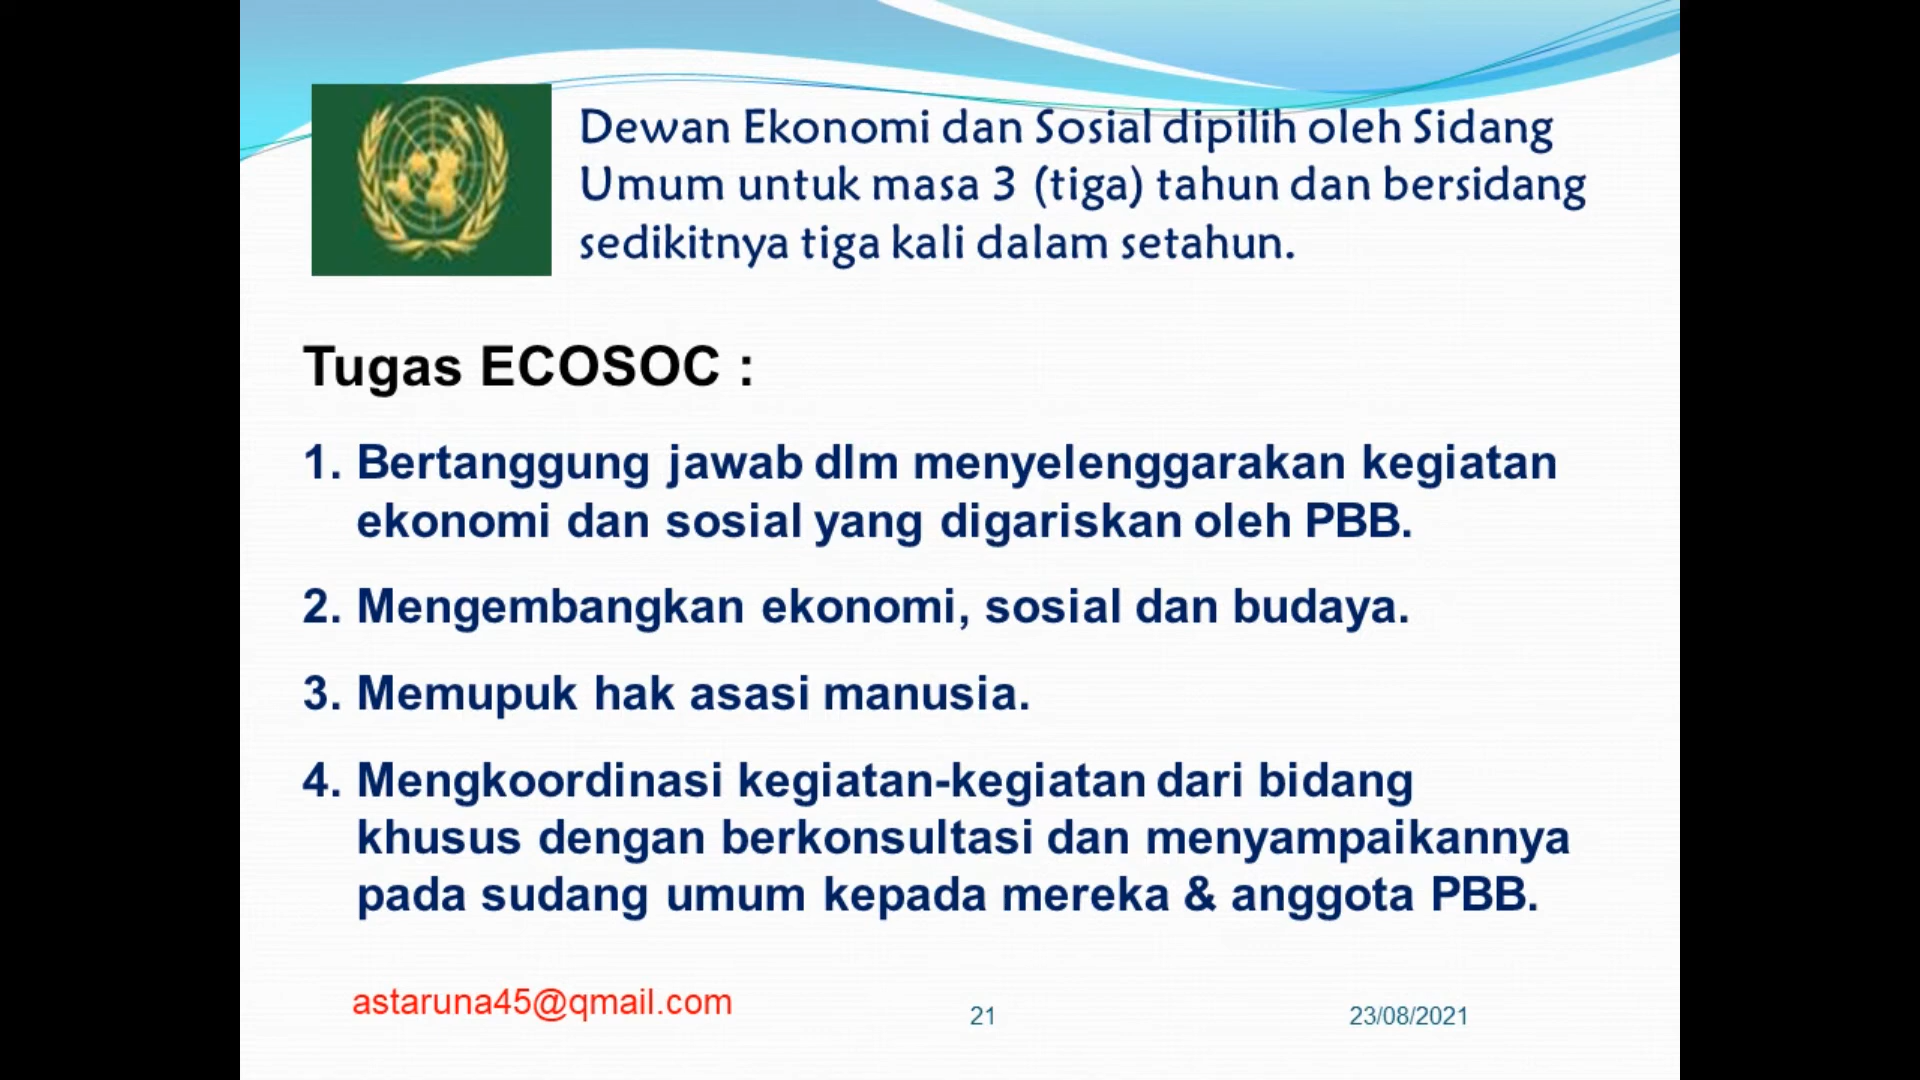 Dewan Ekonomi dan Sosial dipilih oleh Sidang
Umum untuk masa 3 (tiga) tahun dan bersidang
sedikitnya tiga kali dalam setahun.
Tugas ECOSOC :
1. Bertanggung jawab dlm menyelenggarakan kegiatan
ekonomi dan sosial yang digariskan oleh PBB.
2. Mengembangkan ekonomi, sosial dan budaya.
3. Memupuk hak asasi manusia.
4. Mengkoordinasi kegiatan-kegiatan dari bidang
khusus dengan berkonsultasi dan menyampaikannya
pada sudang umum kepada mereka & anggota PBB.
astaruna45@qmail.com
21
23/08/2021